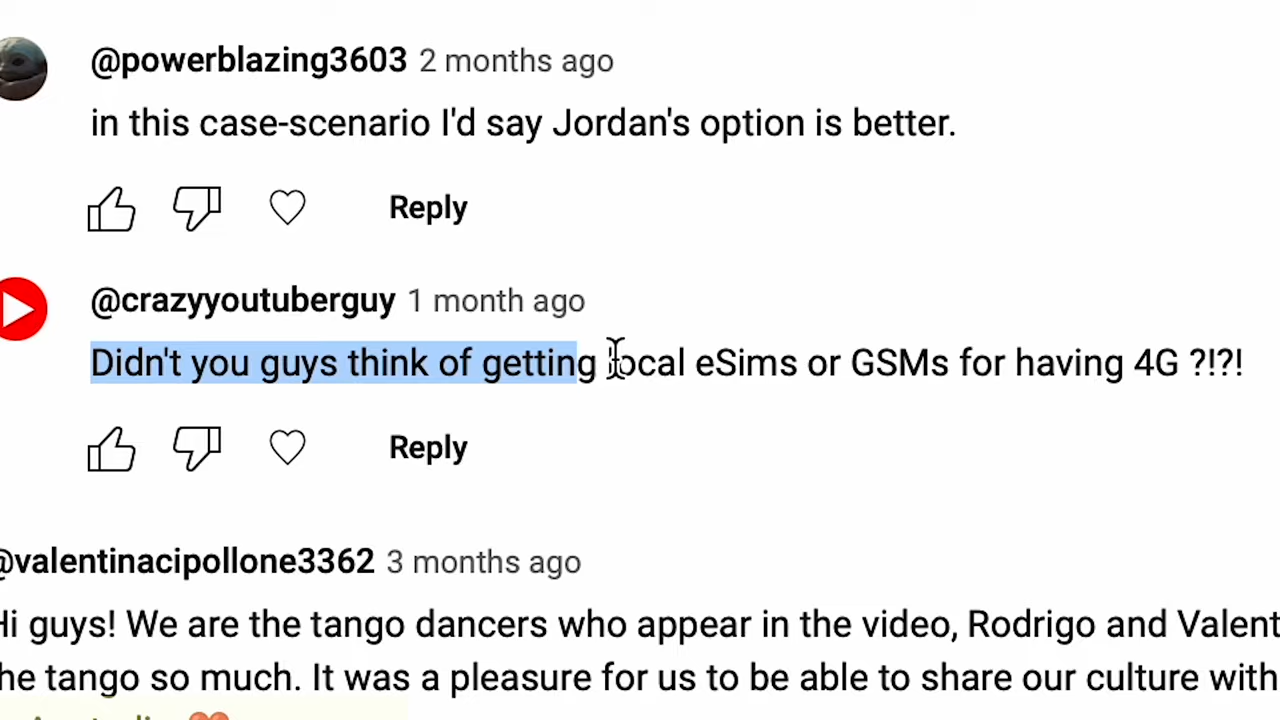 @powerblazing3603 2 months ago
in this case-scenario I'd say Jordan's option is better.
Reply
@crazyyoutuberguy 1 month ago
Didn't you guys think of getting local eSims or GSMs for having 4G ?!?!
Reply
@valentinacipollone3362 3 months ago
Hi guys! We are the tango dancers who appear in the video, Rodrigo and Valent
the tango so much. It was a pleasure for us to be able to share our culture with